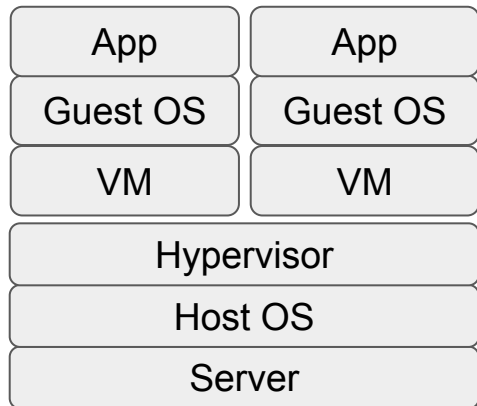 App App
Guest OS Guest OS
VM VM
Hypervisor
Host OS
Server